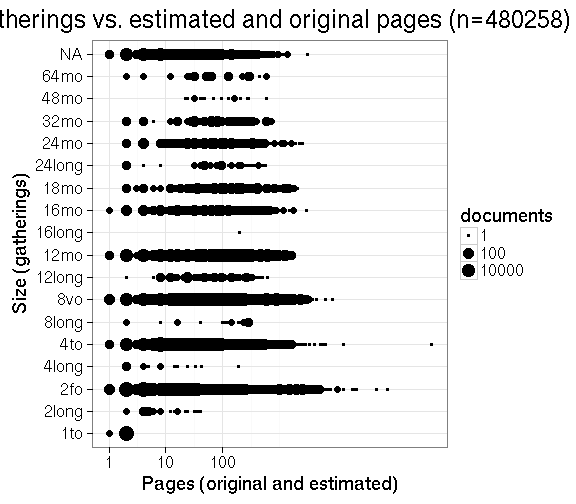 therings vs. estimated and original pages (n=480258)
NA
64mo
48mo
32mo
24mo
24long
18mo
16mo
16long
12mo
12long
8vo
8long
4to
4long
2fo
2long
1to
Size (gatherings)
1 10 100
Pages (original and estimated)
documents
1
100
10000